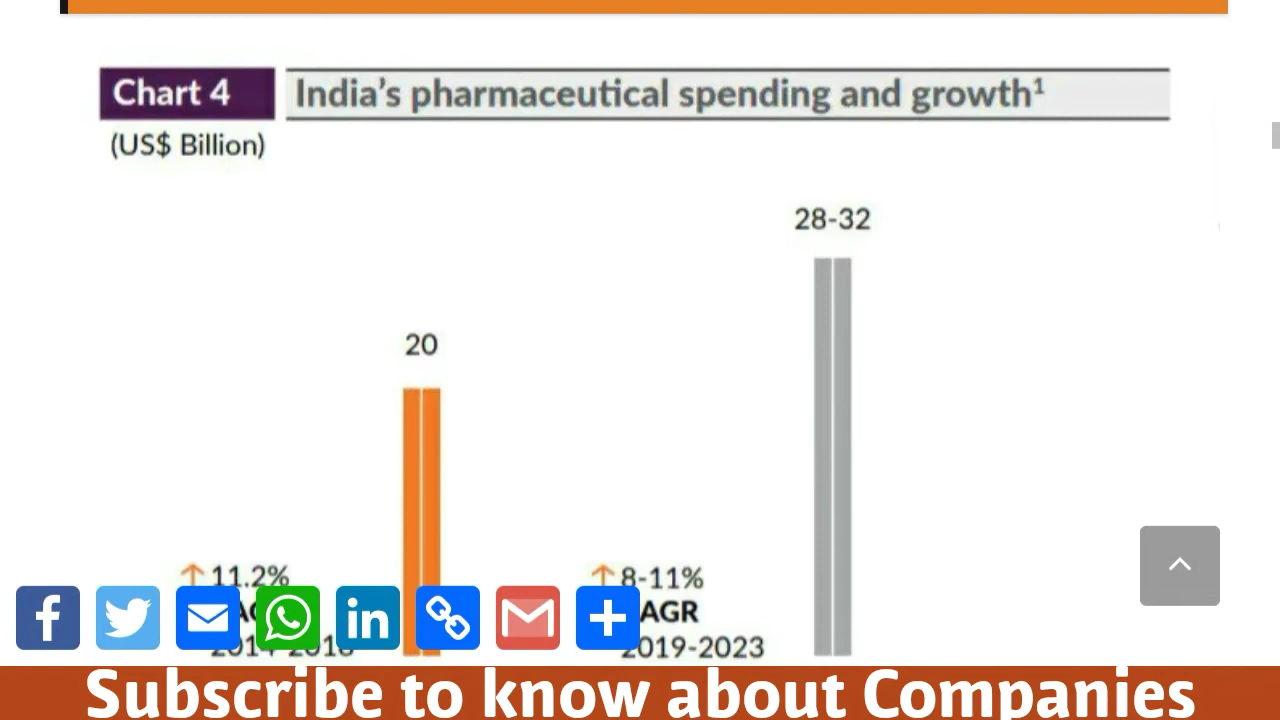 Chart 4
India's pharmaceutical spending and growth¹
(US$ Billion)
28-32
20
↑ 11.2%
↑ 8-11%
AGR
2019-2023
Subscribe to know about Companies